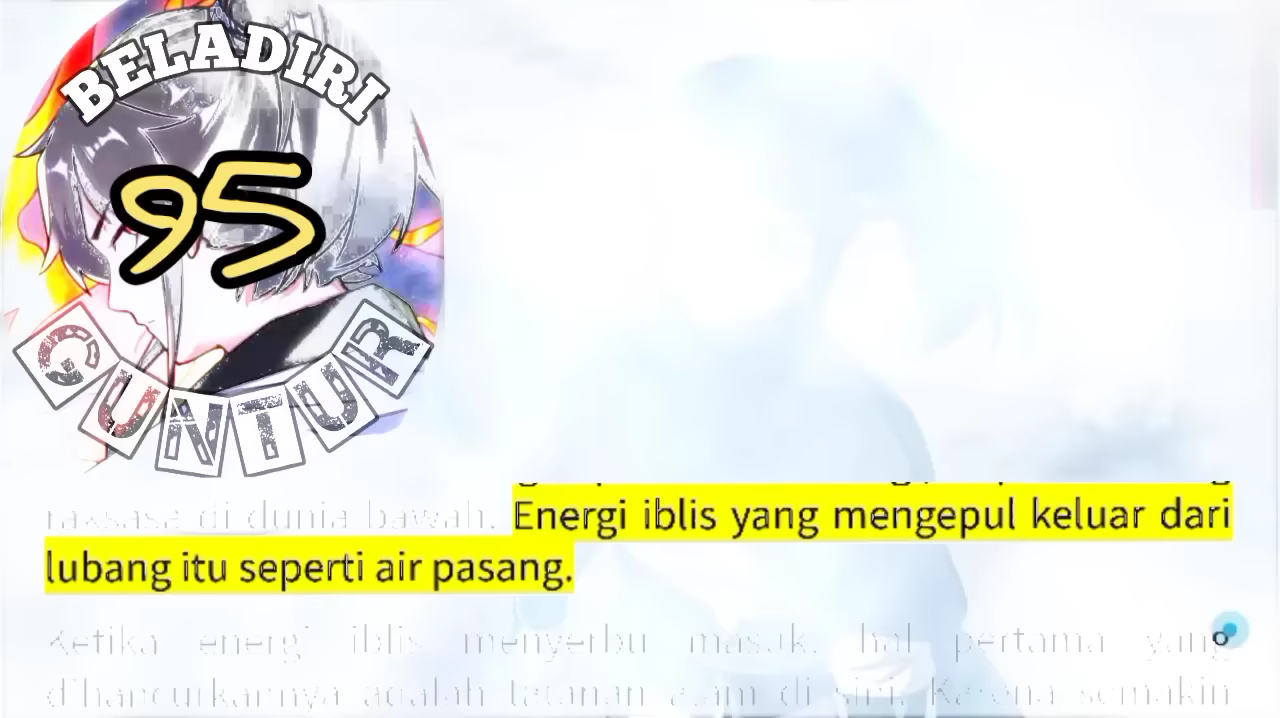 BELADIRI
95
GUNTUR
raksasa di dunia bawah. Energi iblis yang mengepul keluar dari
lubang itu seperti air pasang.
Ketika energi iblis menyerbu masuk, hal pertama yang
dihancurkannya adalah tatanan alam di sini. Karena semakin